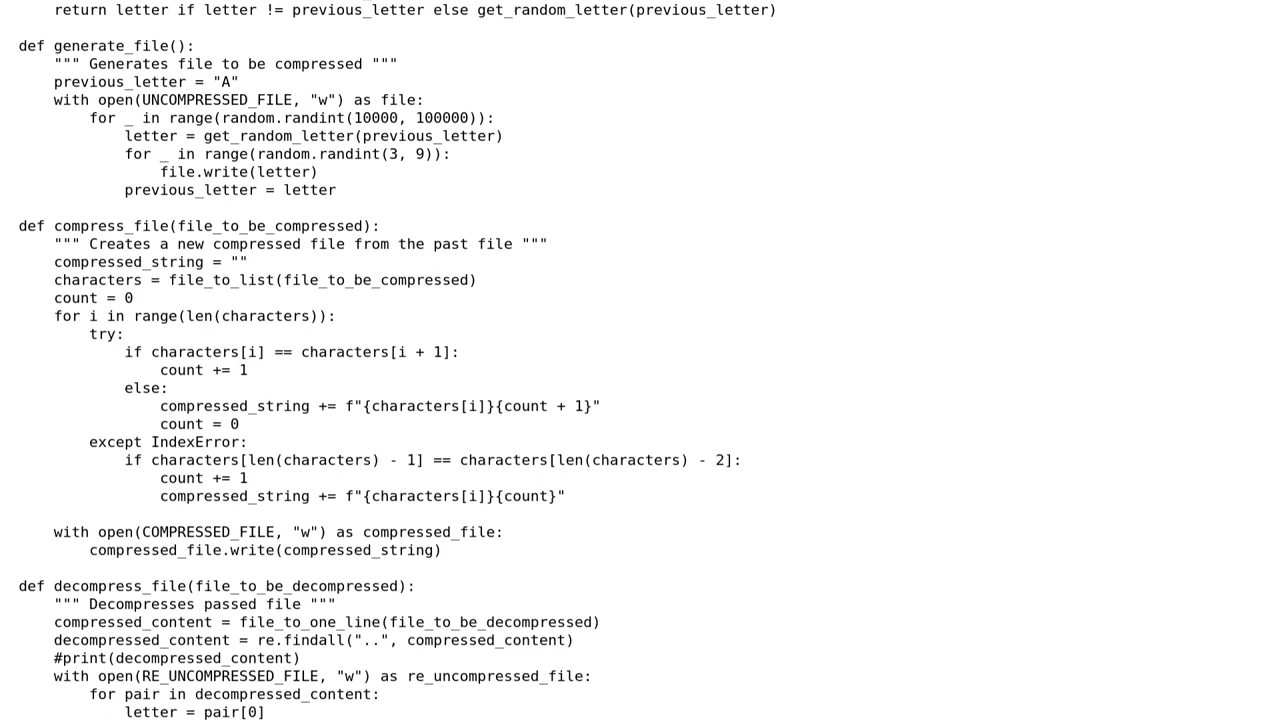 return letter if letter != previous_letter else get_random_letter(previous_letter)

def generate_file():
    """ Generates file to be compressed """
    previous_letter = "A"
    with open(UNCOMPRESSED_FILE, "w") as file:
        for _ in range(random.randint(10000, 100000)):
            letter = get_random_letter(previous_letter)
            for _ in range(random.randint(3, 9)):
                file.write(letter)
            previous_letter = letter

def compress_file(file_to_be_compressed):
    """ Creates a new compressed file from the past file """
    compressed_string = ""
    characters = file_to_list(file_to_be_compressed)
    count = 0
    for i in range(len(characters)):
        try:
            if characters[i] == characters[i + 1]:
                count += 1
            else:
                compressed_string += f"{characters[i]}{count + 1}"
                count = 0
        except IndexError:
            if characters[len(characters) - 1] == characters[len(characters) - 2]:
                count += 1
                compressed_string += f"{characters[i]}{count}"

    with open(COMPRESSED_FILE, "w") as compressed_file:
        compressed_file.write(compressed_string)

def decompress_file(file_to_be_decompressed):
    """ Decompresses passed file """
    compressed_content = file_to_one_line(file_to_be_decompressed)
    decompressed_content = re.findall("..", compressed_content)
    #print(decompressed_content)
    with open(RE_UNCOMPRESSED_FILE, "w") as re_uncompressed_file:
        for pair in decompressed_content:
            letter = pair[0]